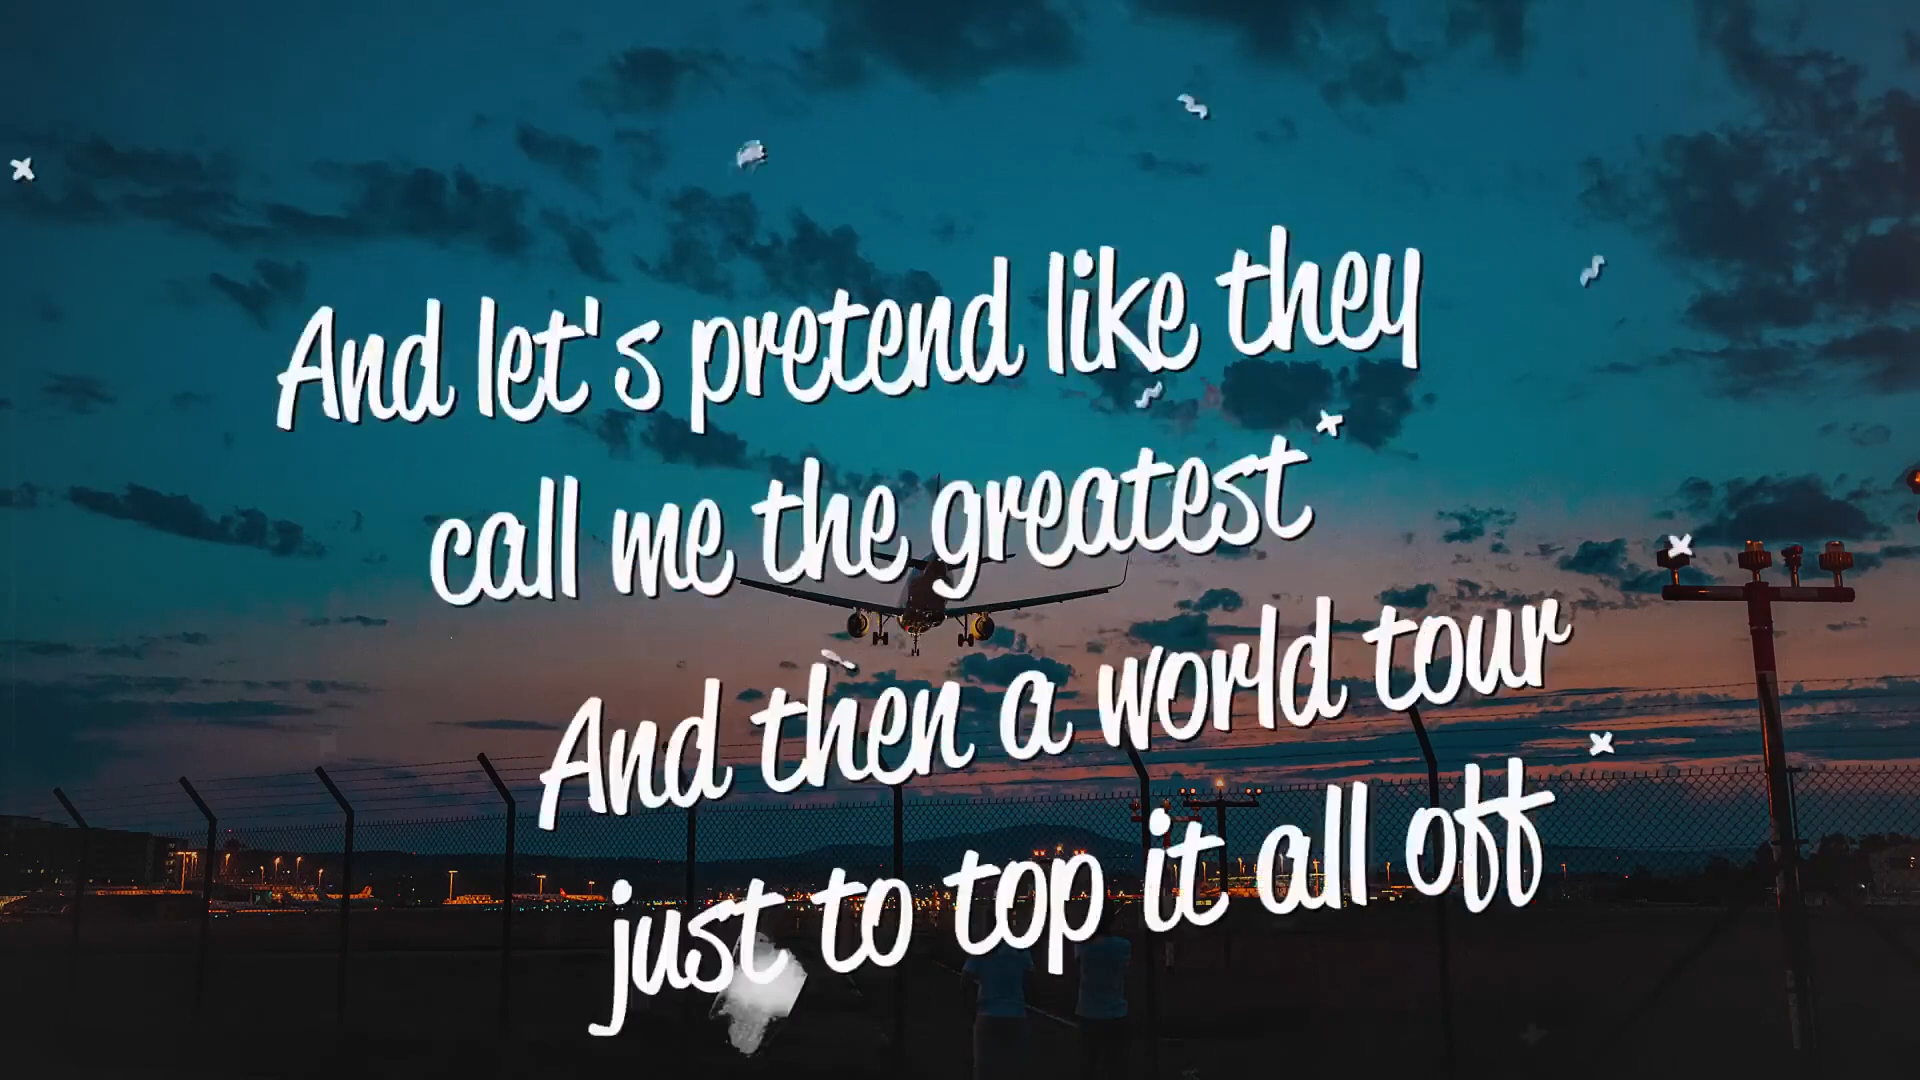 And let's pretend like they
call me the greatest
And then a world tour
just to top it all off